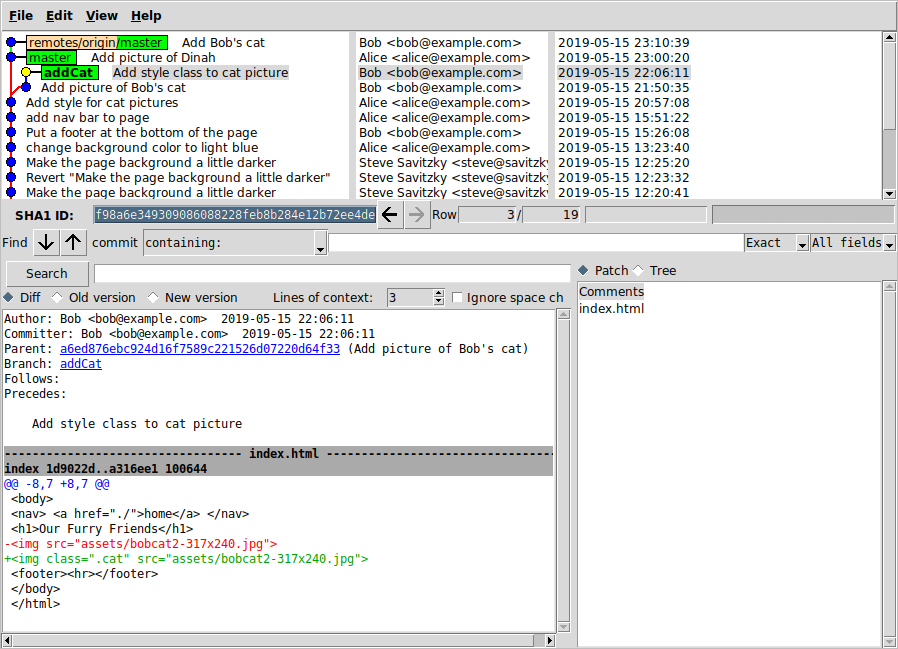 File Edit View Help
remotes/origin/master Add Bob's cat Bob <bob@example.com> 2019-05-15 23:10:39
master Add picture of Dinah Alice <alice@example.com> 2019-05-15 23:00:20
addCat Add style class to cat picture Bob <bob@example.com> 2019-05-15 22:06:11
Add picture of Bob's cat Bob <bob@example.com> 2019-05-15 21:50:35
Add style for cat pictures Alice <alice@example.com> 2019-05-15 20:57:08
add nav bar to page Alice <alice@example.com> 2019-05-15 15:51:22
Put a footer at the bottom of the page Bob <bob@example.com> 2019-05-15 15:26:08
change background color to light blue Alice <alice@example.com> 2019-05-15 13:23:40
Make the page background a little darker Steve Savitzky <steve@savitzky 2019-05-15 12:25:20
Revert "Make the page background a little darker" Steve Savitzky <steve@savitzky 2019-05-15 12:23:32
Make the page background a little darker Steve Savitzky <steve@savitzky 2019-05-15 12:20:41
SHA1 ID: f98a6e349309086088228feb8b284e12b72ee4de Row 3 / 19
Find commit containing: Exact All fields
Search
Diff Old version New version Lines of context: 3 Ignore space ch
Patch Tree
Comments
index.html
Author: Bob <bob@example.com> 2019-05-15 22:06:11
Committer: Bob <bob@example.com> 2019-05-15 22:06:11
Parent: a6ed876ebc924d16f7589c221526d07220d64f33 (Add picture of Bob's cat)
Branch: addCat
Follows:
Precedes:
Add style class to cat picture
---------------------------------- index.html ---------------------------------
index 1d9022d..a316ee1 100644
@@ -8,7 +8,7 @@
<body>
<nav> <a href="./">home</a> </nav>
<h1>Our Furry Friends</h1>
-<img src="assets/bobcat2-317x240.jpg">
+<img class=".cat" src="assets/bobcat2-317x240.jpg">
<footer><hr></footer>
</body>
</html>